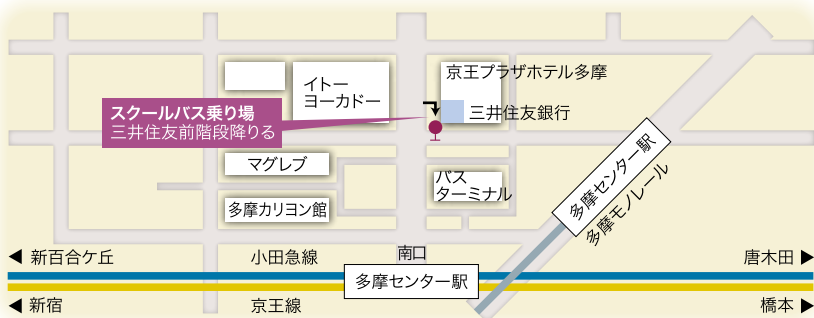 イトー
ヨーカドー
京王プラザホテル多摩
三井住友銀行
スクールバス乗り場
三井住友前階段降りる
マグレブ
バス
ターミナル
多摩カリヨン館
多摩センター駅
多摩モノレール
◀ 新百合ケ丘
小田急線
南口
唐木田 ▶
多摩センター駅
◀ 新宿
京王線
橋本 ▶